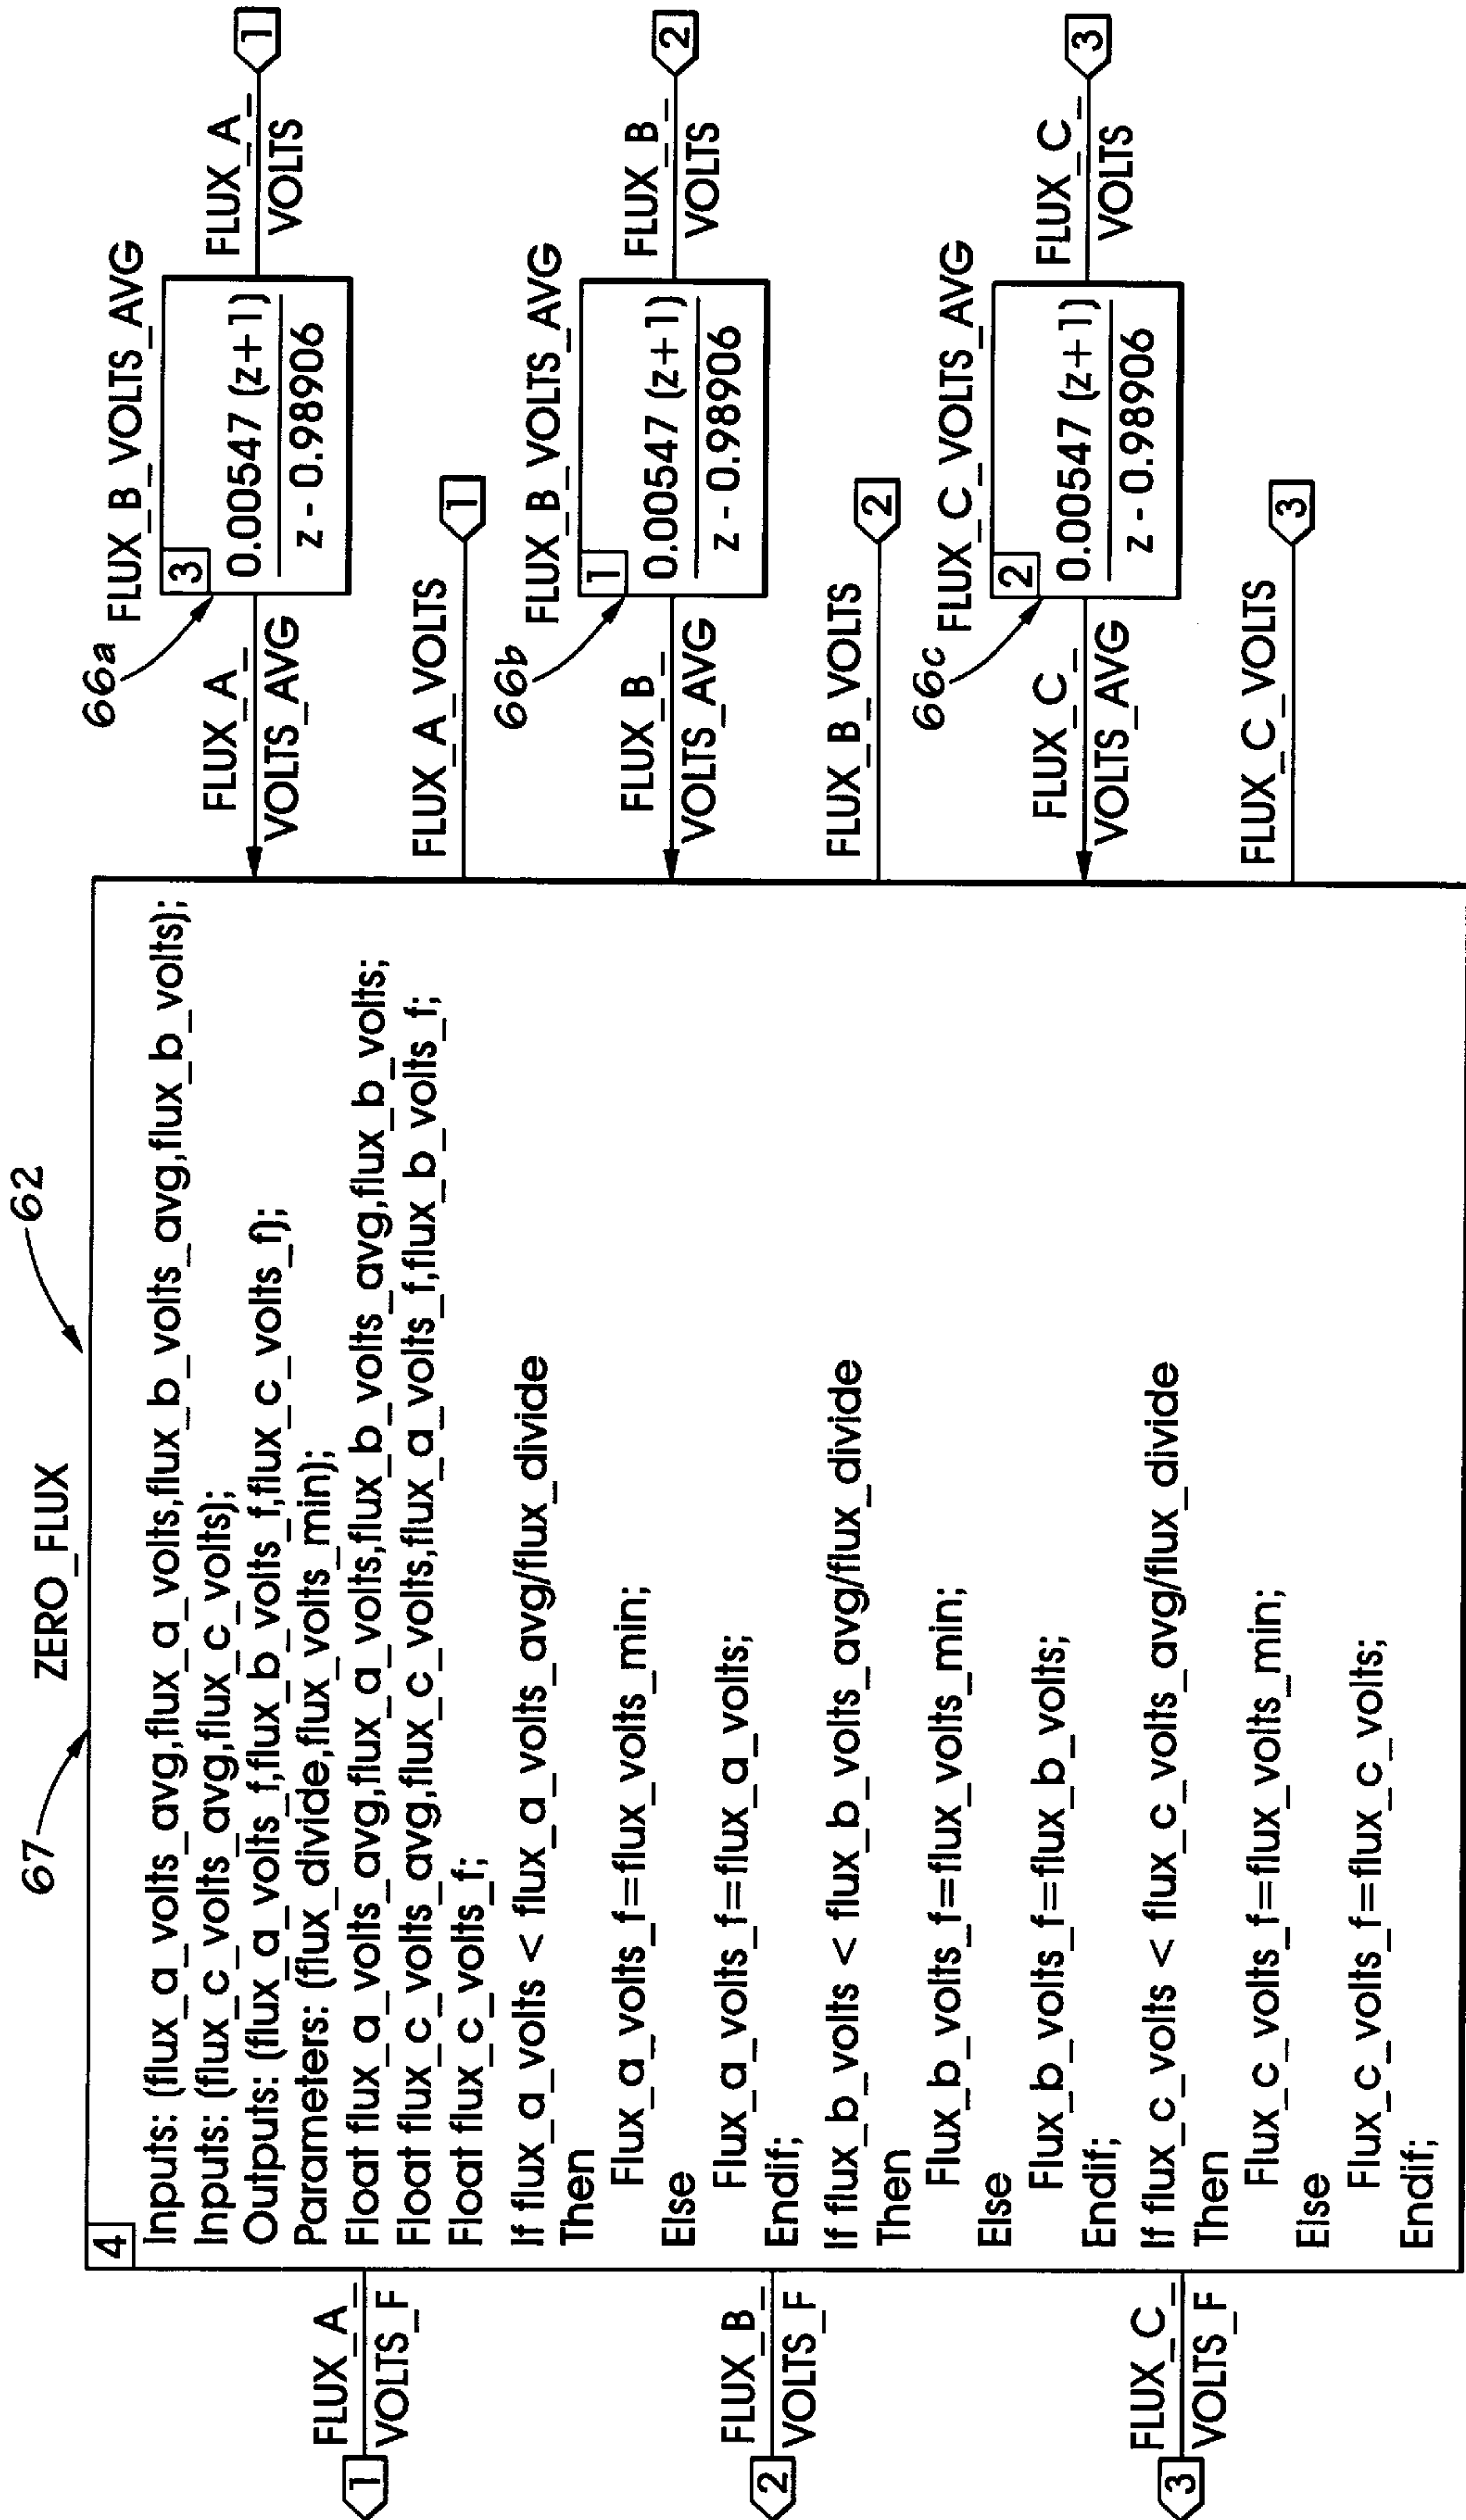 67
ZERO_FLUX
62
4
Inputs: (flux_a_volts_avg,flux_a_volts,flux_b_volts_avg,flux_b_volts);
Inputs: (flux_c_volts_avg,flux_c_volts);
Outputs: (flux_a_volts_f,flux_b_volts_f,flux_c_volts_f);
Parameters: (flux_divide,flux_volts_min);
Float flux_a_volts_avg,flux_a_volts,flux_b_volts_avg,flux_b_volts;
Float flux_c_volts_avg,flux_c_volts,flux_a_volts_f,flux_b_volts_f;
Float flux_c_volts_f;
If flux_a_volts < flux_a_volts_avg/flux_divide
Then
Flux_a_volts_f=flux_volts_min;
Else
Flux_a_volts_f=flux_a_volts;
Endif;
If flux_b_volts < flux_b_volts_avg/flux_divide
Then
Flux_b_volts_f=flux_volts_min;
Else
Flux_b_volts_f=flux_b_volts;
Endif;
If flux_c_volts < flux_c_volts_avg/flux_divide
Then
Flux_c_volts_f=flux_volts_min;
Else
Flux_c_volts_f=flux_c_volts;
Endif;
1
FLUX_A_
VOLTS_F
2
FLUX_B_
VOLTS_F
3
FLUX_C_
VOLTS_F
66a
FLUX_B_VOLTS_AVG
3
0.00547 (z+1)
z - 0.98906
FLUX_A_
VOLTS_AVG
FLUX_A_
VOLTS
1
FLUX_A_VOLTS
1
66b
FLUX_B_VOLTS_AVG
1
0.00547 (z+1)
z - 0.98906
FLUX_B_
VOLTS_AVG
FLUX_B_
VOLTS
2
FLUX_B_VOLTS
2
66c
FLUX_C_VOLTS_AVG
2
0.00547 (z+1)
z - 0.98906
FLUX_C_
VOLTS_AVG
FLUX_C_
VOLTS
3
FLUX_C_VOLTS
3